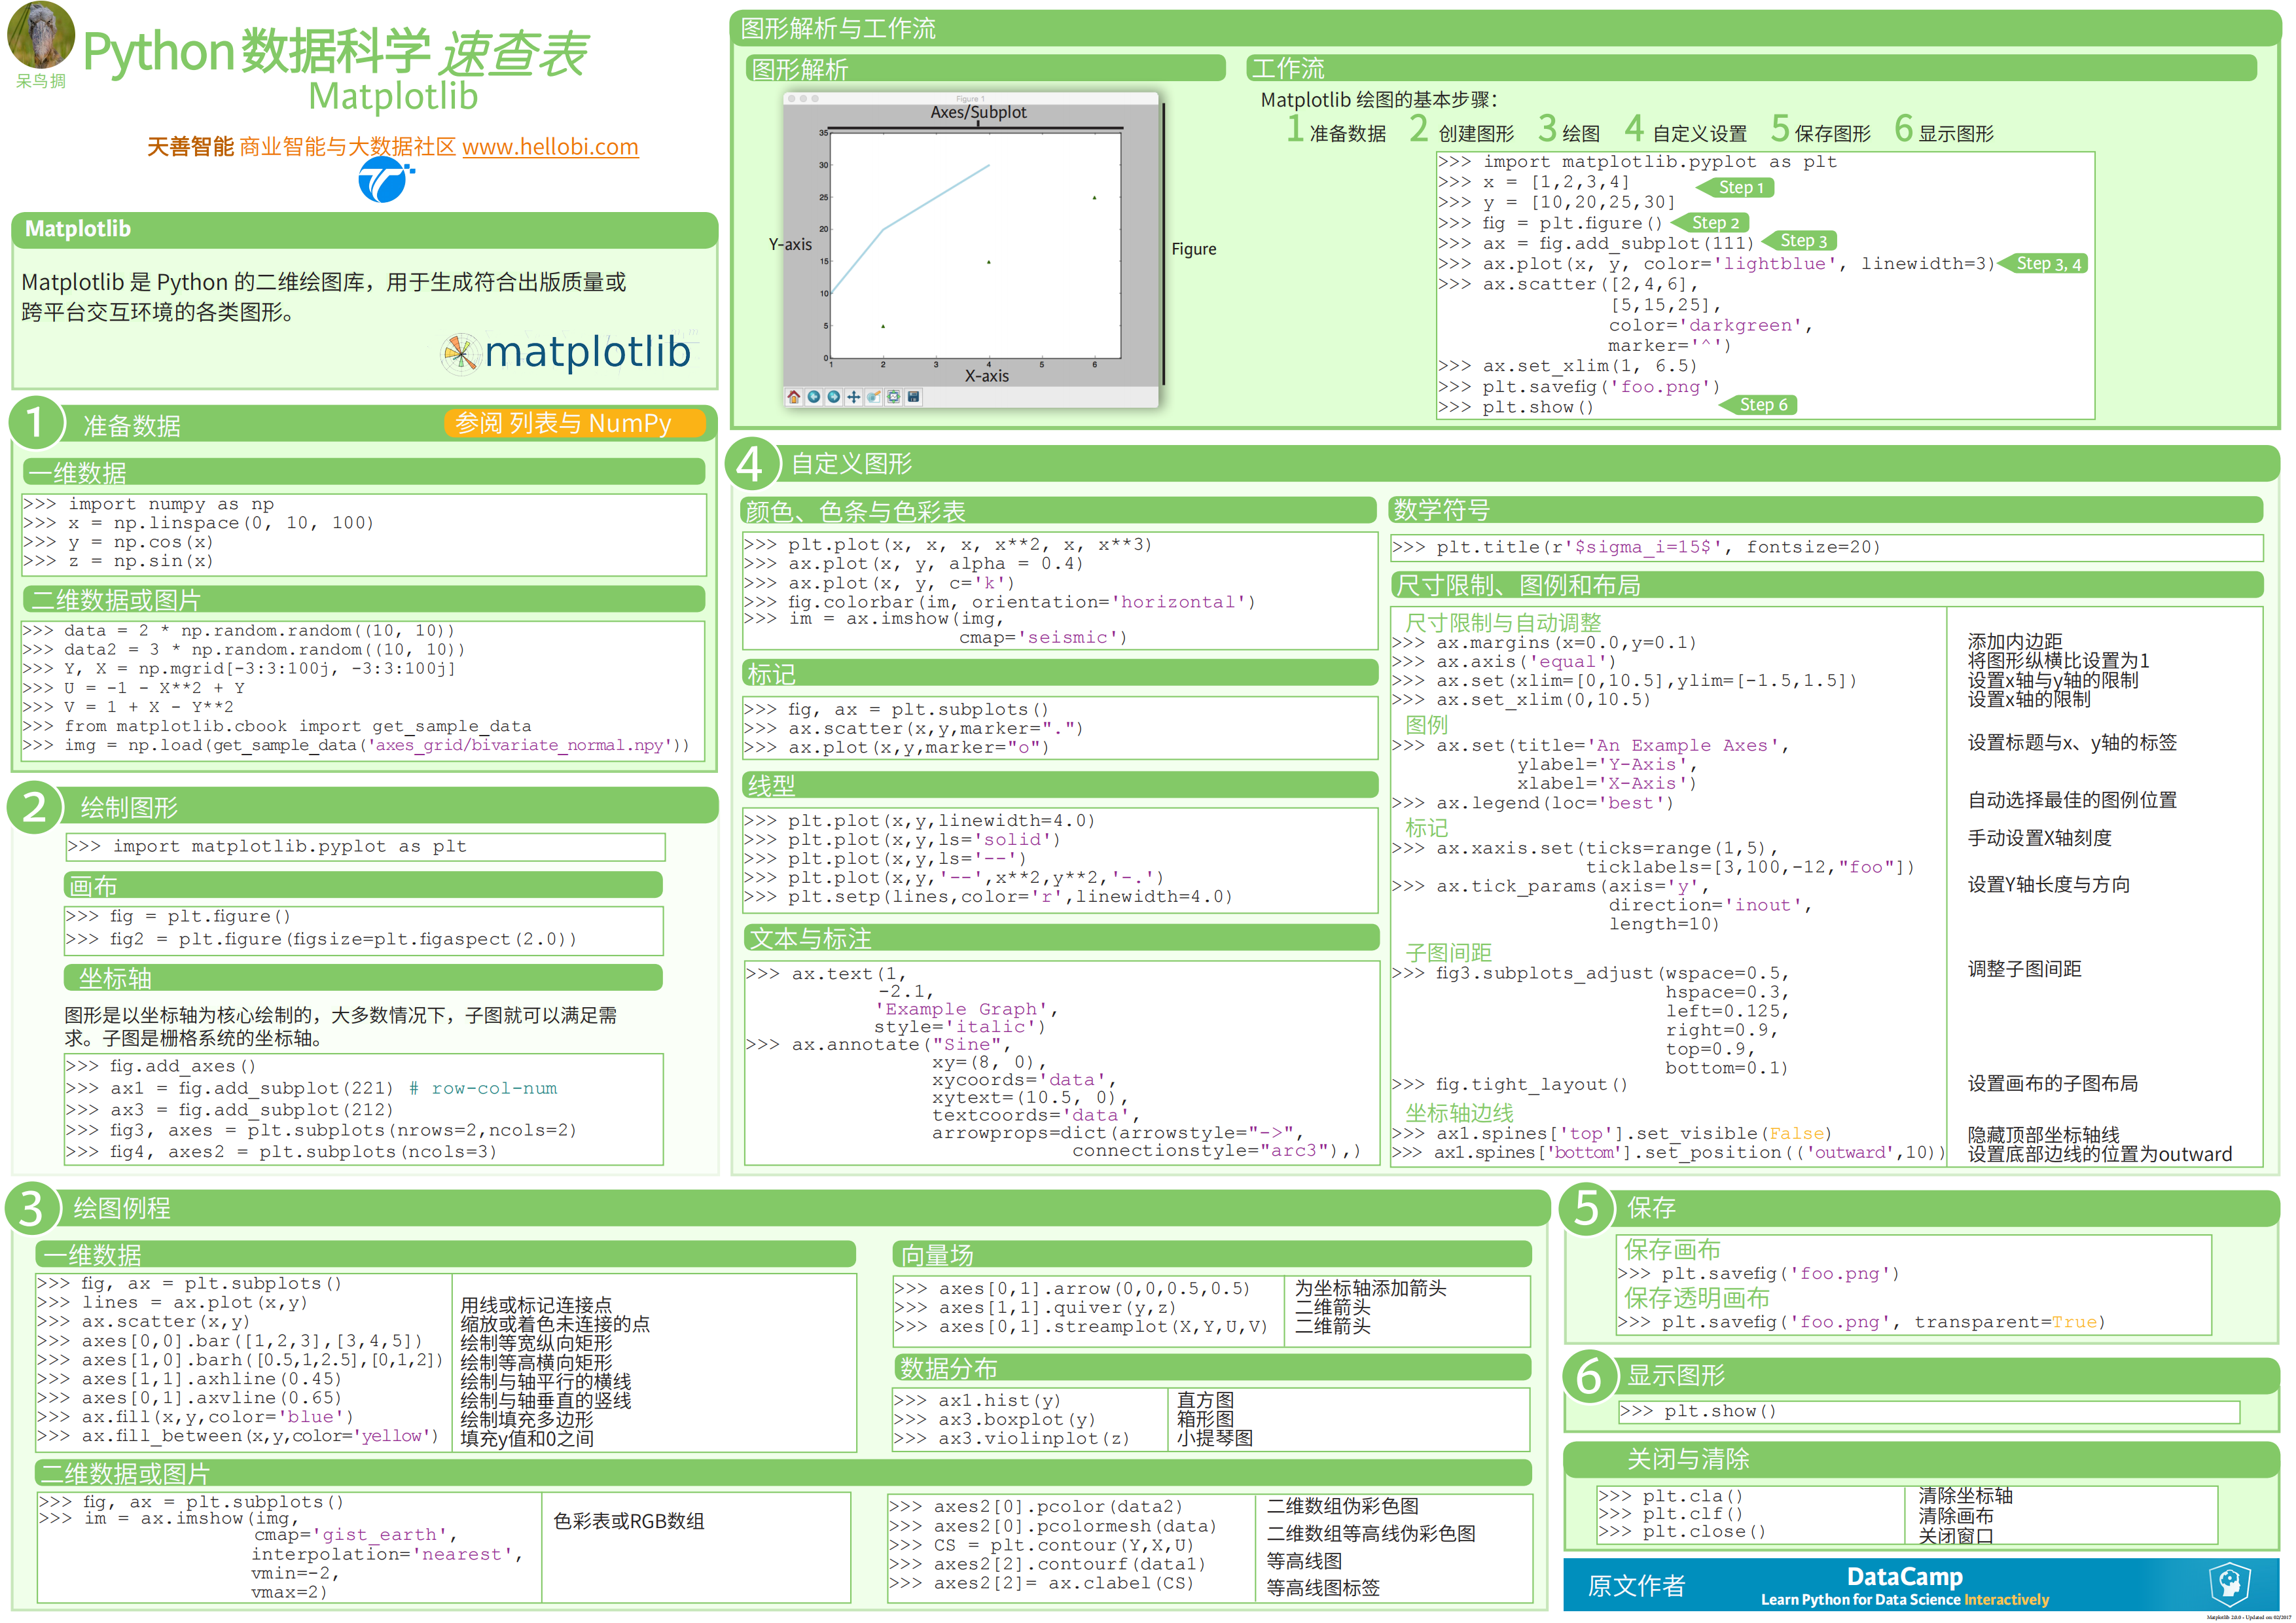 呆鸟搁
Python 数据科学 速查表
Matplotlib
天善智能 商业智能与大数据社区 www.hellobi.com
Matplotlib
Matplotlib 是 Python 的二维绘图库，用于生成符合出版质量或
跨平台交互环境的各类图形。
matplotlib
1 准备数据 参阅 列表与 NumPy
一维数据
>>> import numpy as np
>>> x = np.linspace(0, 10, 100)
>>> y = np.cos(x)
>>> z = np.sin(x)
二维数据或图片
>>> data = 2 * np.random.random((10, 10))
>>> data2 = 3 * np.random.random((10, 10))
>>> Y, X = np.mgrid[-3:3:100j, -3:3:100j]
>>> U = -1 - X**2 + Y
>>> V = 1 + X - Y**2
>>> from matplotlib.cbook import get_sample_data
>>> img = np.load(get_sample_data('axes_grid/bivariate_normal.npy'))
2 绘制图形
>>> import matplotlib.pyplot as plt
画布
>>> fig = plt.figure()
>>> fig2 = plt.figure(figsize=plt.figaspect(2.0))
坐标轴
图形是以坐标轴为核心绘制的，大多数情况下，子图就可以满足需
求。子图是栅格系统的坐标轴。
>>> fig.add_axes()
>>> ax1 = fig.add_subplot(221) # row-col-num
>>> ax3 = fig.add_subplot(212)
>>> fig3, axes = plt.subplots(nrows=2,ncols=2)
>>> fig4, axes2 = plt.subplots(ncols=3)
图形解析与工作流
图形解析
Figure 1
Axes/Subplot
35
30
25
20
15
10
5
0
1 2 3 4 5 6
Y-axis
X-axis
Figure
工作流
Matplotlib 绘图的基本步骤：
1 准备数据 2 创建图形 3 绘图 4 自定义设置 5 保存图形 6 显示图形
>>> import matplotlib.pyplot as plt
>>> x = [1,2,3,4]
>>> y = [10,20,25,30] Step 1
>>> fig = plt.figure() Step 2
>>> ax = fig.add_subplot(111) Step 3
>>> ax.plot(x, y, color='lightblue', linewidth=3) Step 3, 4
>>> ax.scatter([2,4,6],
[5,15,25],
color='darkgreen',
marker='^')
>>> ax.set_xlim(1, 6.5)
>>> plt.savefig('foo.png')
>>> plt.show() Step 6
4 自定义图形
颜色、色条与色彩表
>>> plt.plot(x, x, x, x**2, x, x**3)
>>> ax.plot(x, y, alpha = 0.4)
>>> ax.plot(x, y, c='k')
>>> fig.colorbar(im, orientation='horizontal')
>>> im = ax.imshow(img,
cmap='seismic')
标记
>>> fig, ax = plt.subplots()
>>> ax.scatter(x,y,marker=".")
>>> ax.plot(x,y,marker="o")
线型
>>> plt.plot(x,y,linewidth=4.0)
>>> plt.plot(x,y,ls='solid')
>>> plt.plot(x,y,ls='--')
>>> plt.plot(x,y,'--',x**2,y**2,'-.')
>>> plt.setp(lines,color='r',linewidth=4.0)
文本与标注
>>> ax.text(1,
-2.1,
'Example Graph',
style='italic')
>>> ax.annotate("Sine",
xy=(8, 0),
xycoords='data',
xytext=(10.5, 0),
textcoords='data',
arrowprops=dict(arrowstyle="->",
connectionstyle="arc3"),)
数学符号
>>> plt.title(r'$sigma_i=15$', fontsize=20)
尺寸限制、图例和布局
尺寸限制与自动调整
>>> ax.margins(x=0.0,y=0.1) 添加内边距
>>> ax.axis('equal') 将图形纵横比设置为1
>>> ax.set(xlim=[0,10.5],ylim=[-1.5,1.5]) 设置x轴与y轴的限制
>>> ax.set_xlim(0,10.5) 设置x轴的限制
图例
>>> ax.set(title='An Example Axes', 设置标题与x、y轴的标签
ylabel='Y-Axis',
xlabel='X-Axis')
>>> ax.legend(loc='best') 自动选择最佳的图例位置
标记
>>> ax.xaxis.set(ticks=range(1,5), 手动设置X轴刻度
ticklabels=[3,100,-12,"foo"])
>>> ax.tick_params(axis='y', 设置Y轴长度与方向
direction='inout',
length=10)
子图间距
>>> fig3.subplots_adjust(wspace=0.5, 调整子图间距
hspace=0.3,
left=0.125,
right=0.9,
top=0.9,
bottom=0.1)
>>> fig.tight_layout() 设置画布的子图布局
坐标轴边线
>>> ax1.spines['top'].set_visible(False) 隐藏顶部坐标轴线
>>> ax1.spines['bottom'].set_position(('outward',10)) 设置底部边线的位置为outward
3 绘图例程
一维数据
>>> fig, ax = plt.subplots()
>>> lines = ax.plot(x,y) 用线或标记连接点
>>> ax.scatter(x,y) 缩放或着色未连接的点
>>> axes[0,0].bar([1,2,3],[3,4,5]) 绘制等宽纵向矩形
>>> axes[1,0].barh([0.5,1,2.5],[0,1,2]) 绘制等高横向矩形
>>> axes[1,1].axhline(0.45) 绘制与轴平行的横线
>>> axes[0,1].axvline(0.65) 绘制与轴垂直的竖线
>>> ax.fill(x,y,color='blue') 绘制填充多边形
>>> ax.fill_between(x,y,color='yellow') 填充y值和0之间
向量场
>>> axes[0,1].arrow(0,0,0.5,0.5) 为坐标轴添加箭头
>>> axes[1,1].quiver(y,z) 二维箭头
>>> axes[0,1].streamplot(X,Y,U,V) 二维箭头
数据分布
>>> ax1.hist(y) 直方图
>>> ax3.boxplot(y) 箱形图
>>> ax3.violinplot(z) 小提琴图
二维数据或图片
>>> fig, ax = plt.subplots()
>>> im = ax.imshow(img, 色彩表或RGB数组
cmap='gist_earth',
interpolation='nearest',
vmin=-2,
vmax=2)
>>> axes2[0].pcolor(data2) 二维数组伪彩色图
>>> axes2[0].pcolormesh(data) 二维数组等高线伪彩色图
>>> CS = plt.contour(Y,X,U) 等高线图
>>> axes2[2].contourf(data1)
>>> axes2[2]= ax.clabel(CS) 等高线图标签
5 保存
保存画布
>>> plt.savefig('foo.png')
保存透明画布
>>> plt.savefig('foo.png', transparent=True)
6 显示图形
>>> plt.show()
关闭与清除
>>> plt.cla() 清除坐标轴
>>> plt.clf() 清除画布
>>> plt.close() 关闭窗口
原文作者 DataCamp
Learn Python for Data Science Interactively
Matplotlib 2.0.0 - Updated on: 02/2017